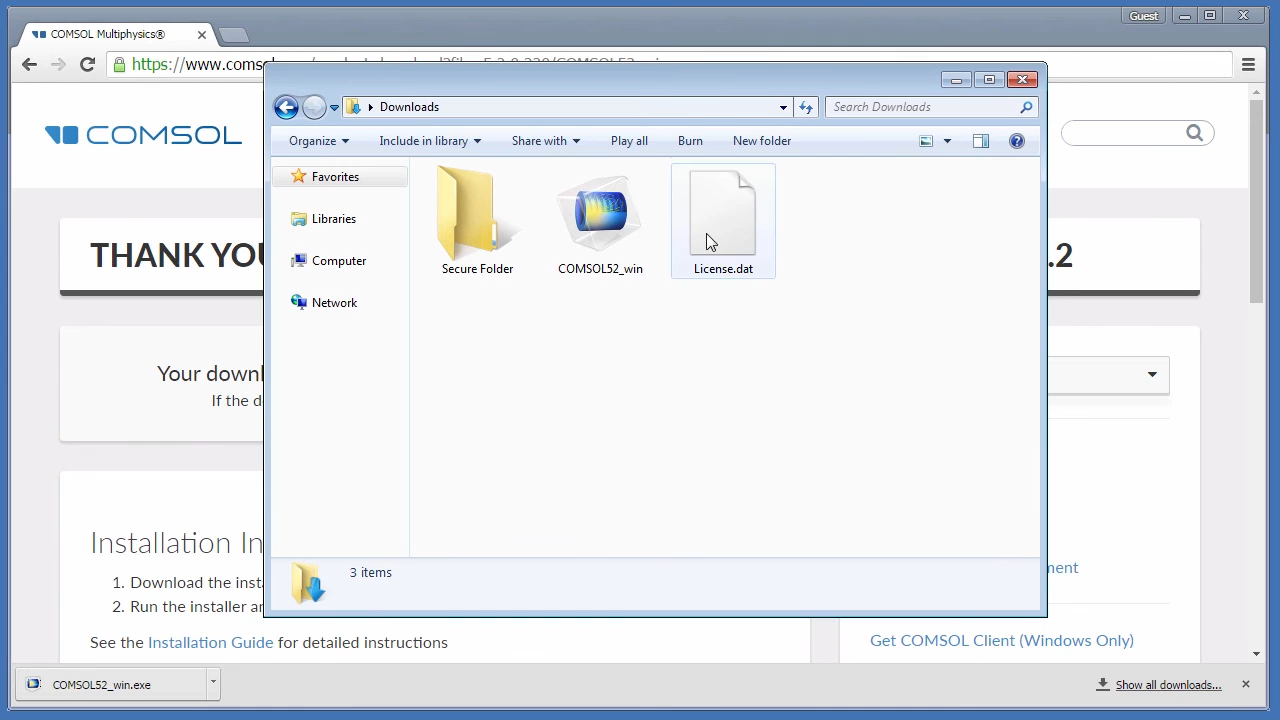 Guest
COMSOL Multiphysics®
https://www.comso
Downloads
Search Downloads
Organize
Include in library
Share with
Play all
Burn
New folder
COMSOL
Favorites
Libraries
Computer
Network
Secure Folder
COMSOL52_win
License.dat
THANK YOU
.2
Your downl
If the d
3 items
Installation In
1. Download the insta
2. Run the installer an
See the Installation Guide for detailed instructions
ment
Get COMSOL Client (Windows Only)
COMSOL52_win.exe
Show all downloads...